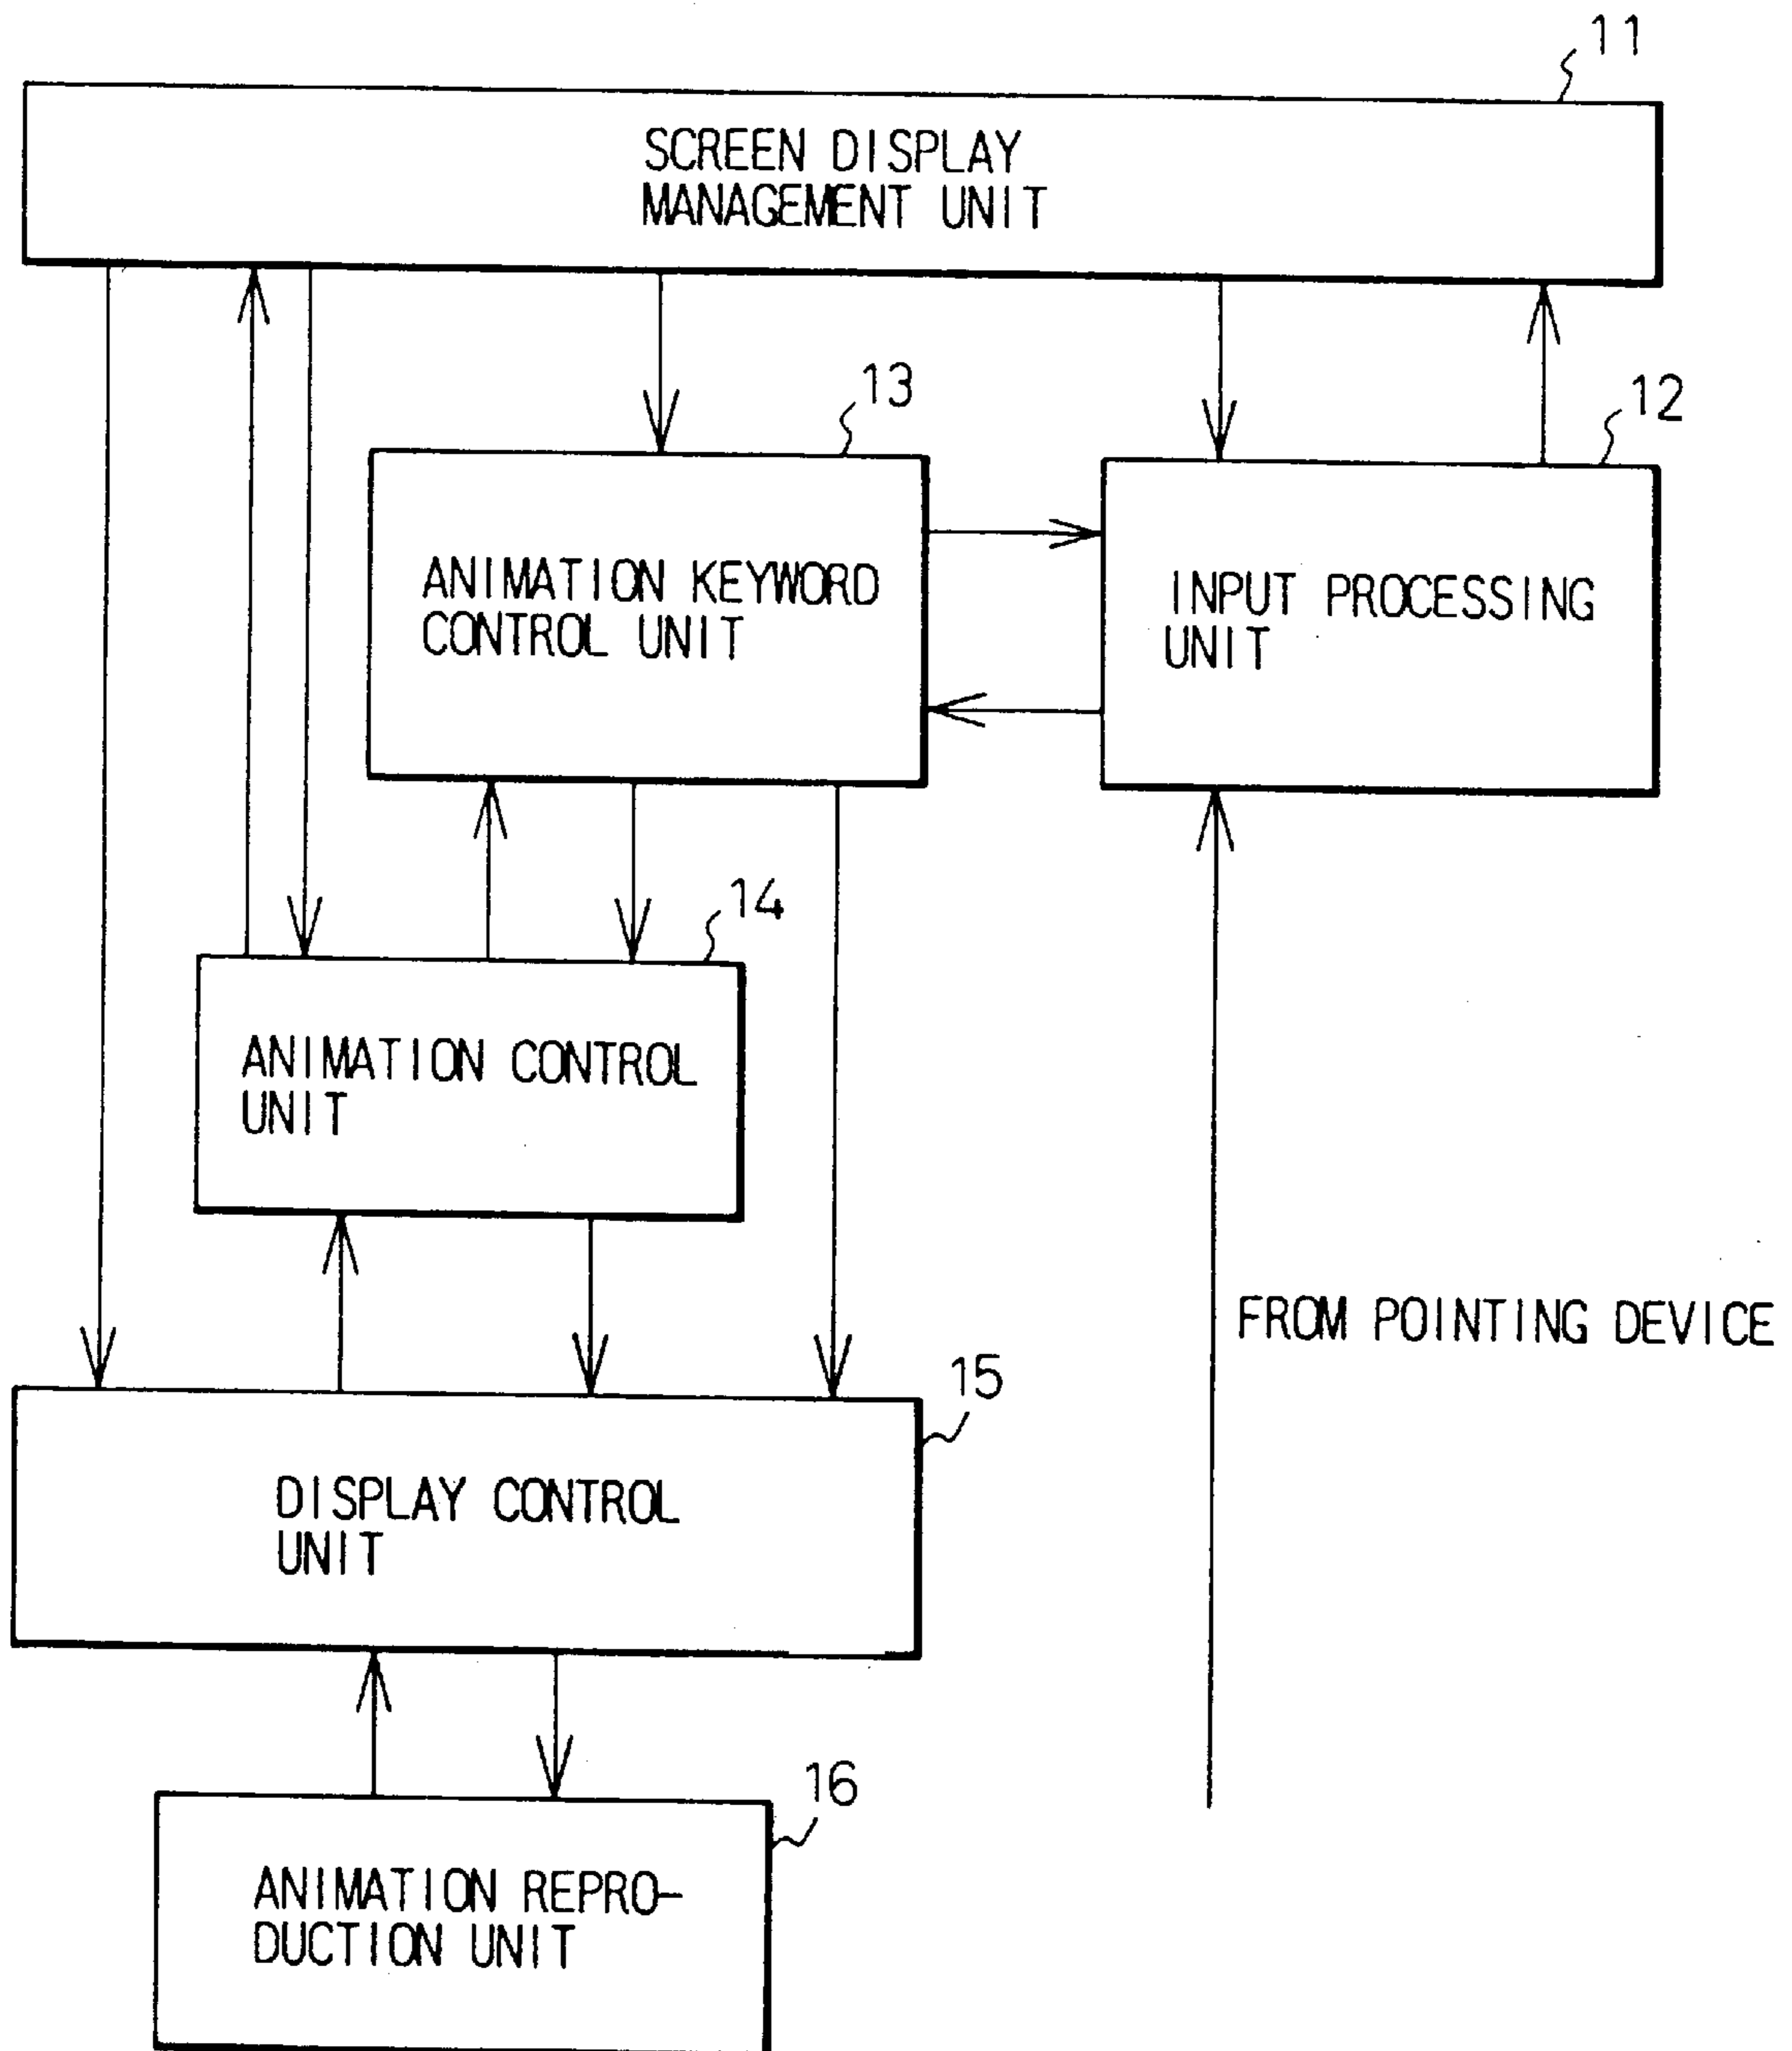 11
SCREEN DISPLAY
MANAGEMENT UNIT
13
12
ANIMATION KEYWORD
CONTROL UNIT
INPUT PROCESSING
UNIT
14
ANIMATION CONTROL
UNIT
FROM POINTING DEVICE
15
DISPLAY CONTROL
UNIT
16
ANIMATION REPRO-
DUCTION UNIT